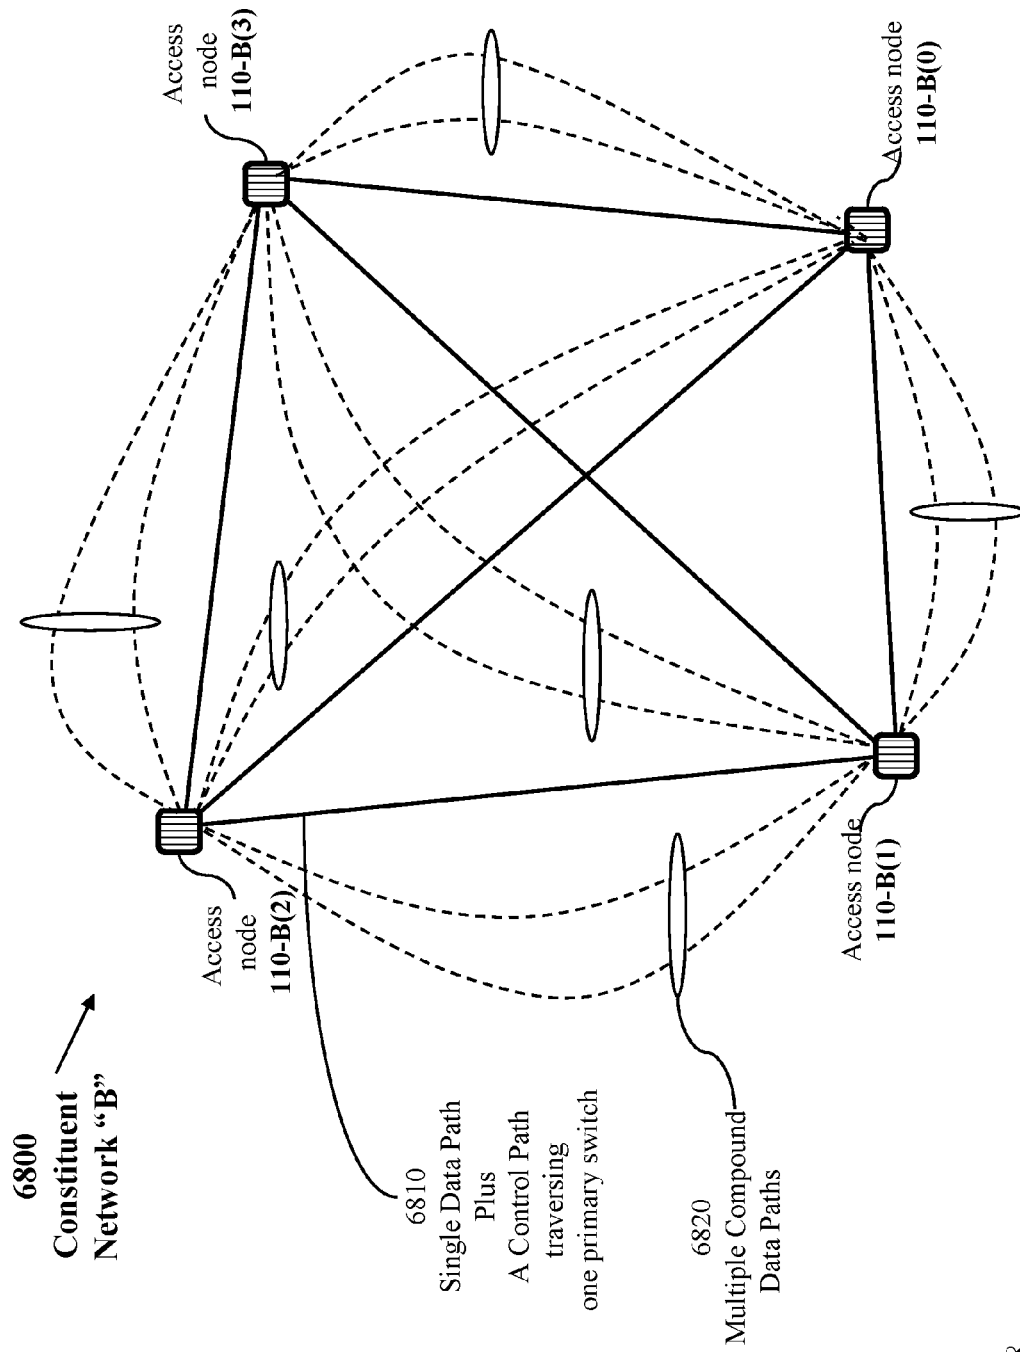 6800
Constituent
Network “B”
Access
node
110-B(3)
Access node
110-B(0)
Access
node
110-B(2)
Access node
110-B(1)
6810
Single Data Path
Plus
A Control Path
traversing
one primary switch
6820
Multiple Compound
Data Paths